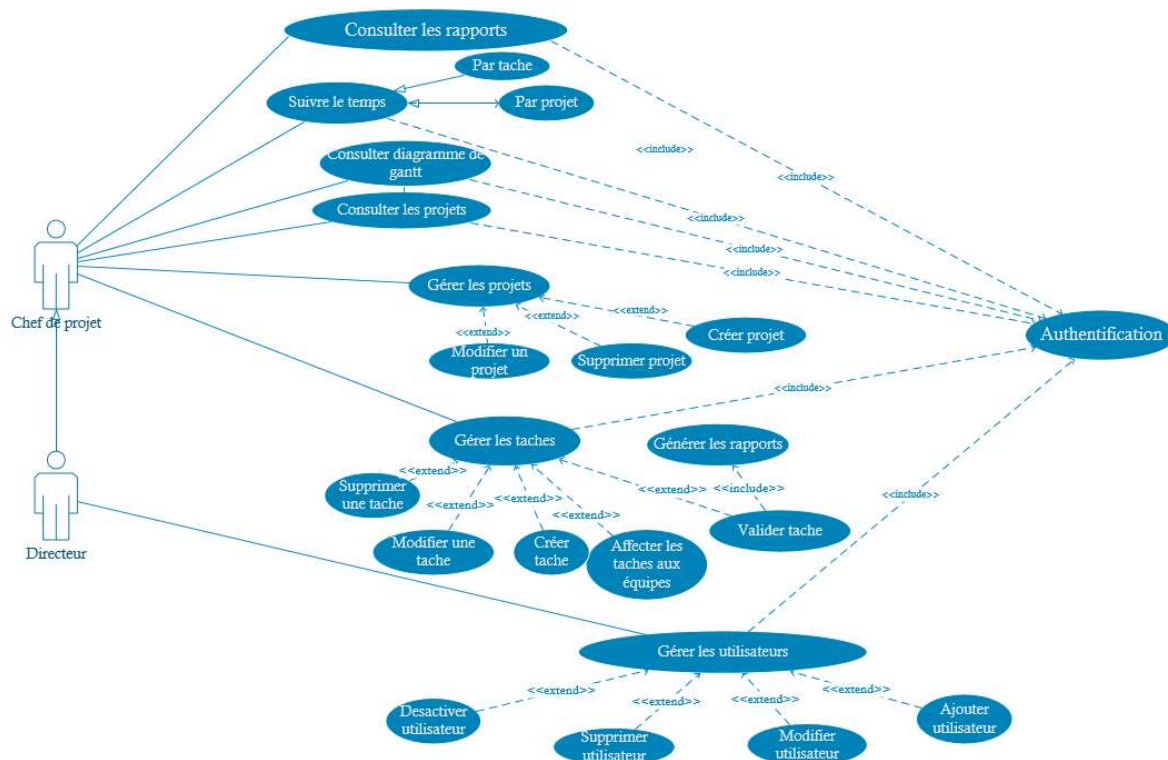 Consulter les rapports
Par tache
Suivre le temps
Par projet
<<include>>
Consulter diagramme de
gantt
<<include>>
Consulter les projets
<<include>>
<<include>>
<<include>>
Chef de projet
Gérer les projets
<<extend>>
<<extend>>
<<extend>>
Créer projet
Authentification
Modifier un
projet
Supprimer projet
<<include>>
Gérer les taches
Générer les rapports
<<extend>>
Supprimer
une tache
<<extend>>
<<extend>>
<<extend>>
<<extend>>
<<include>>
<<include>>
Directeur
Modifier une
tache
Créer
tache
Affecter les
taches aux
équipes
Valider tache
Gérer les utilisateurs
<<extend>>
<<extend>>
<<extend>>
<<extend>>
Desactiver
utilisateur
Supprimer
utilisateur
Modifier
utilisateur
Ajouter
utilisateur